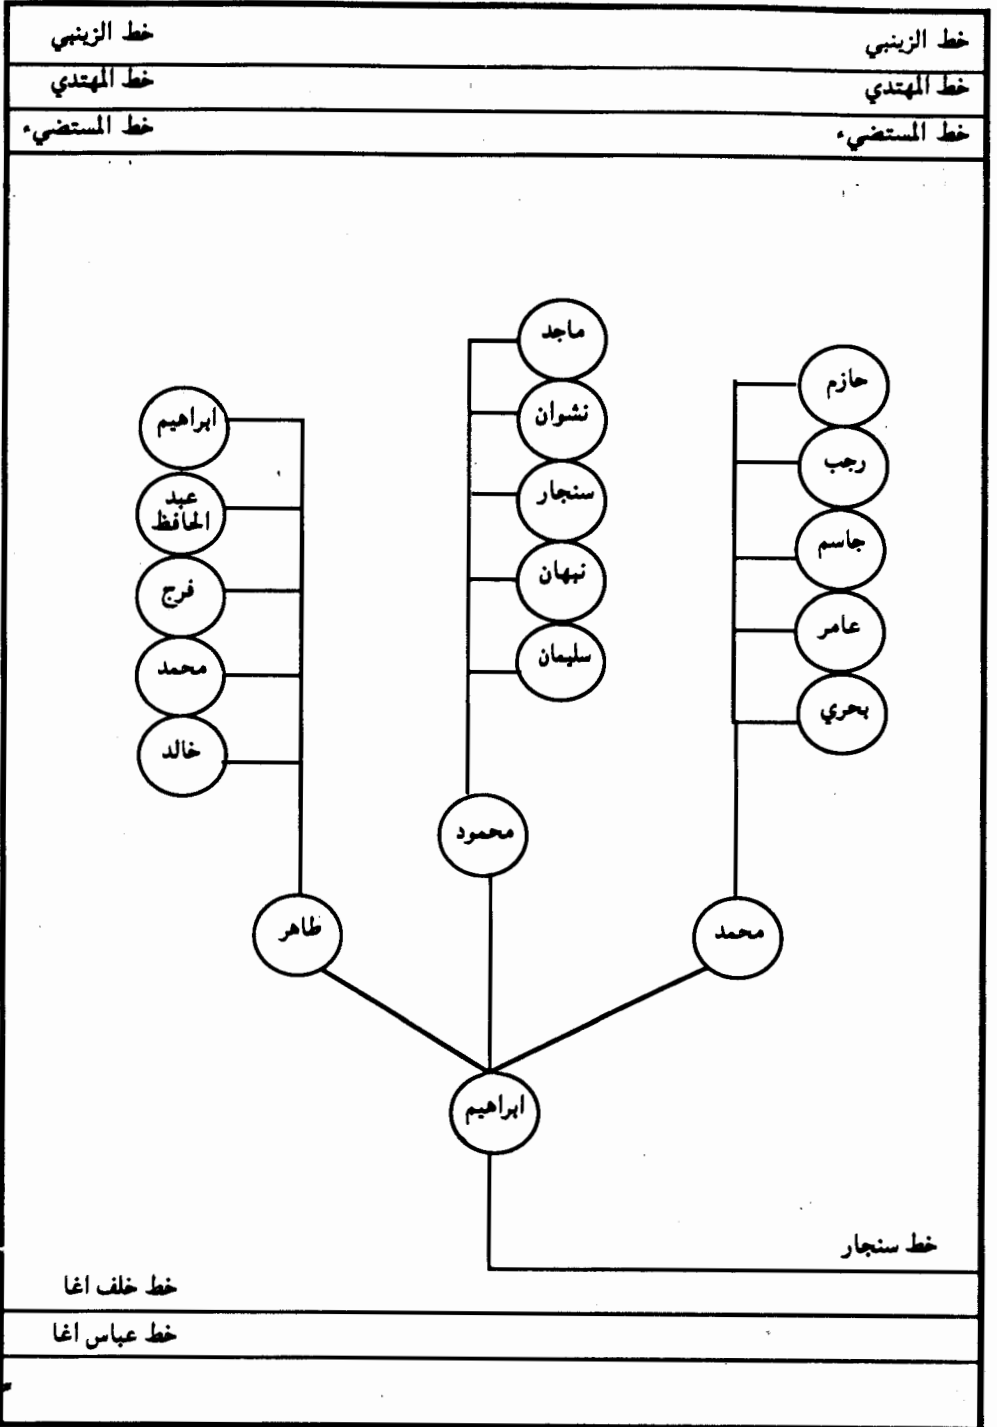 خط الزينبي
خط الزينبي
خط المهتدي
خط المهتدي
خط المستضيء
خط المستضيء
حازم
رجب
جاسم
عامر
بحري
محمد
ماجد
نشوان
سنجار
نبهان
سليمان
محمود
ابراهيم
عبد
الحافظ
فرج
محمد
خالد
طاهر
ابراهيم
خط سنجار
خط خلف اغا
خط عباس اغا